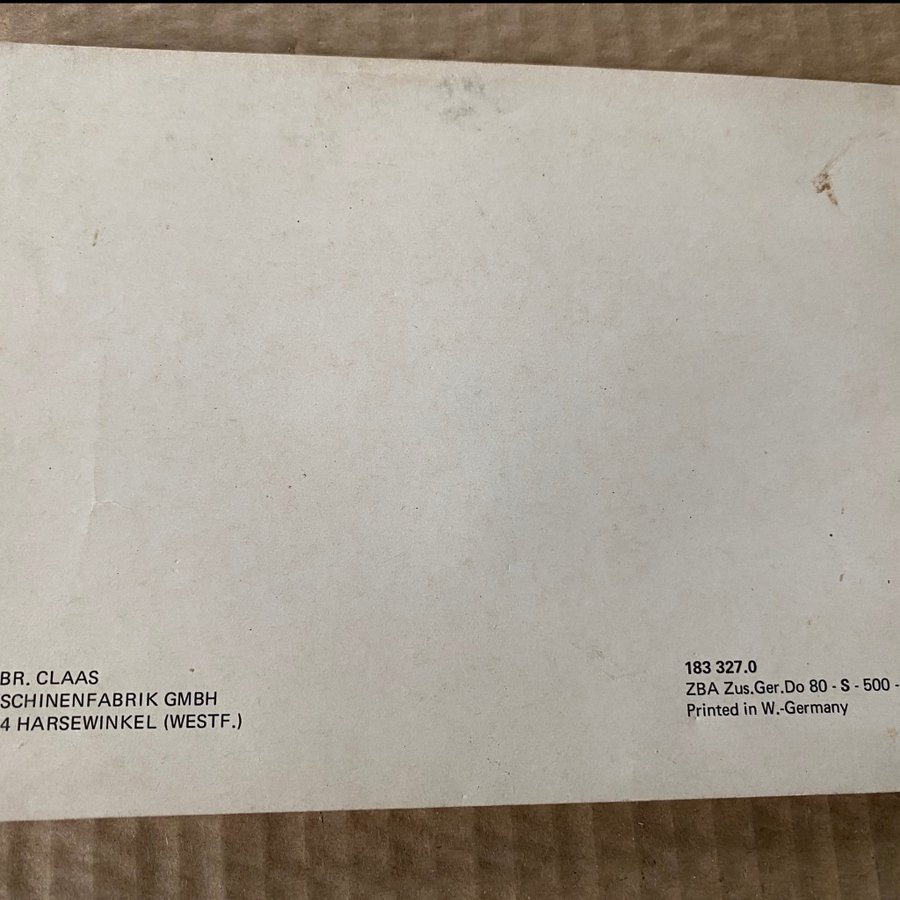 BR. CLAAS
SCHINENFABRIK GMBH
4 HARSEWINKEL (WESTF.)
183 327.0
ZBA Zus.Ger.Do 80 - S - 500 -
Printed in W.-Germany